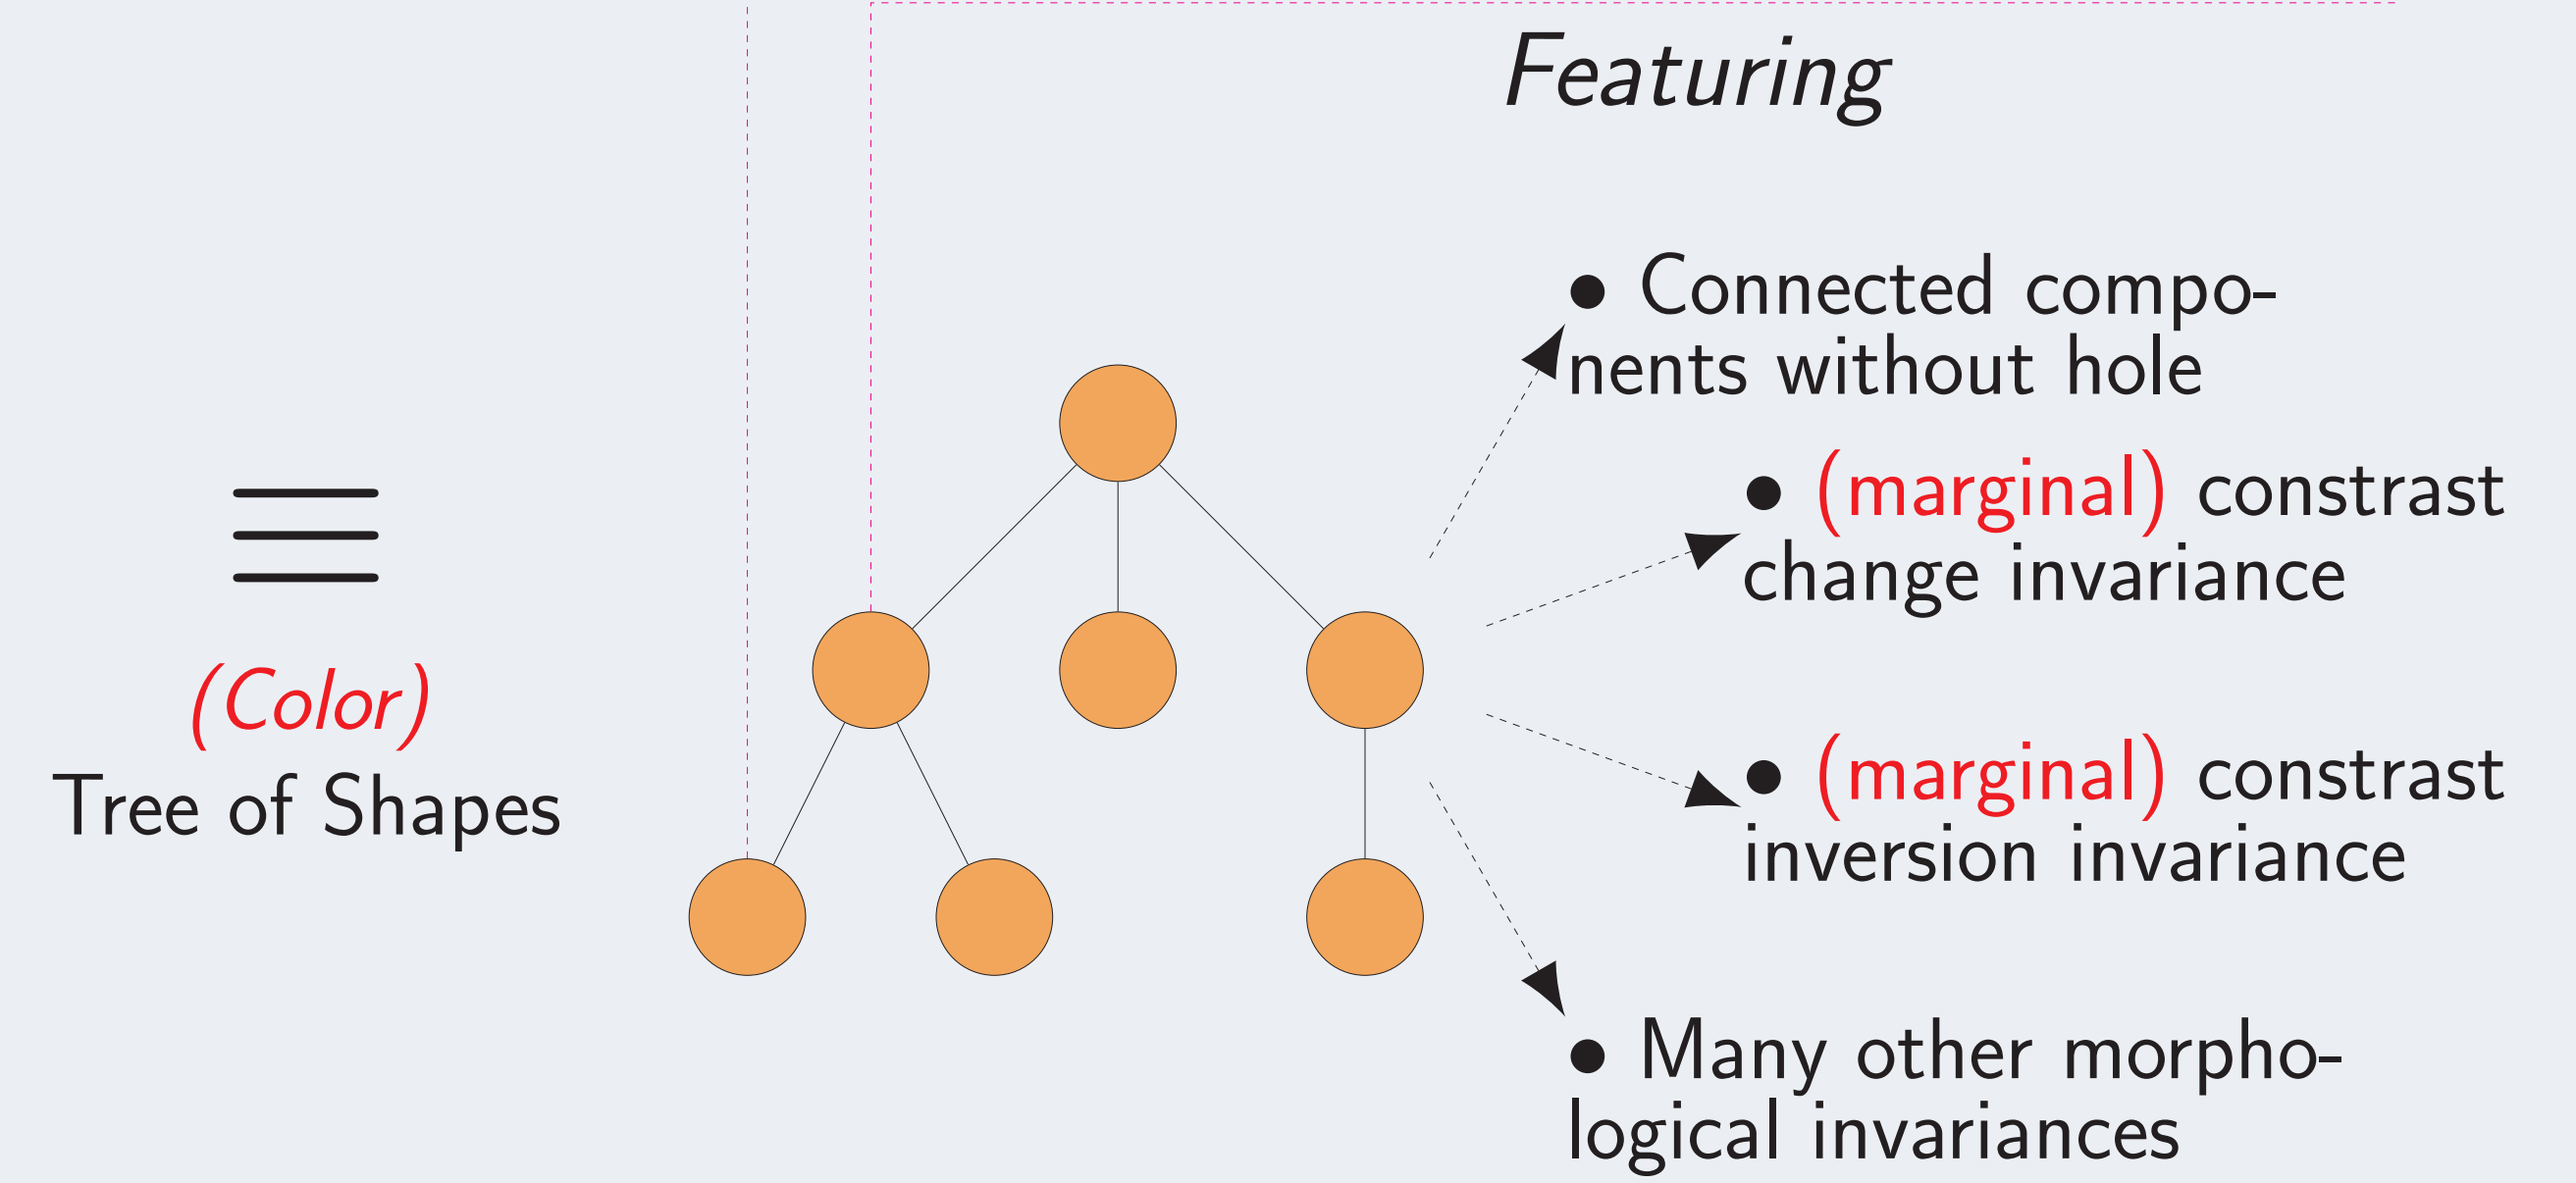 Featuring
• Connected compo-
nents without hole
• (marginal) constrast
change invariance
(Color)
Tree of Shapes
• (marginal) constrast
inversion invariance
• Many other morpho-
logical invariances